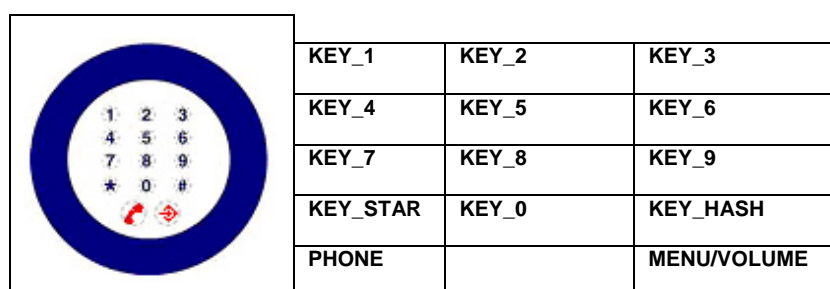 1 2 3
4 5 6
7 8 9
* 0 #
KEY_1 KEY_2 KEY_3
KEY_4 KEY_5 KEY_6
KEY_7 KEY_8 KEY_9
KEY_STAR KEY_0 KEY_HASH
PHONE MENU/VOLUME